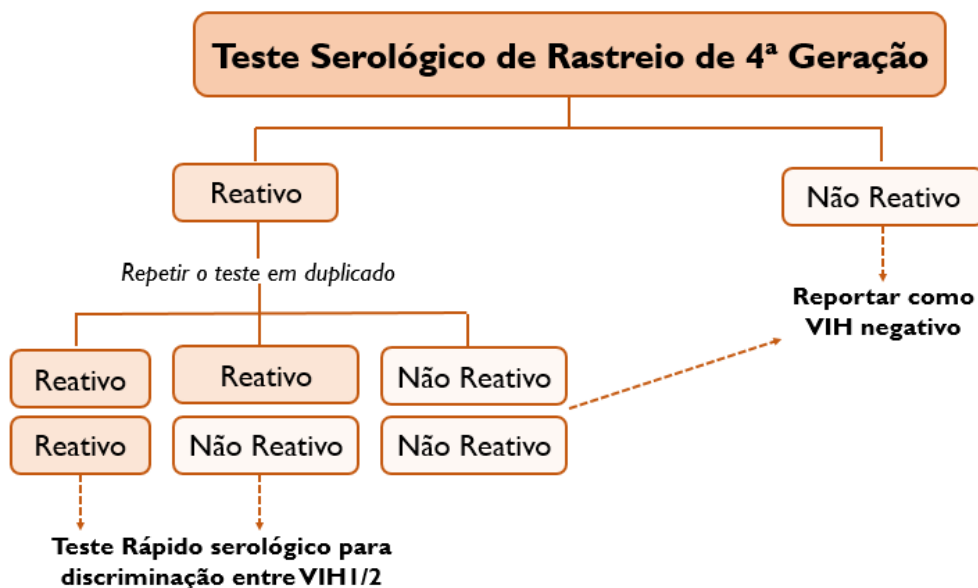 Teste Serológico de Rastreio de 4ª Geração
Reativo
Não Reativo
Repetir o teste em duplicado
Reportar como
VIH negativo
Reativo
Reativo
Não Reativo
Reativo
Não Reativo
Não Reativo
Teste Rápido serológico para
discriminação entre VIH1/2